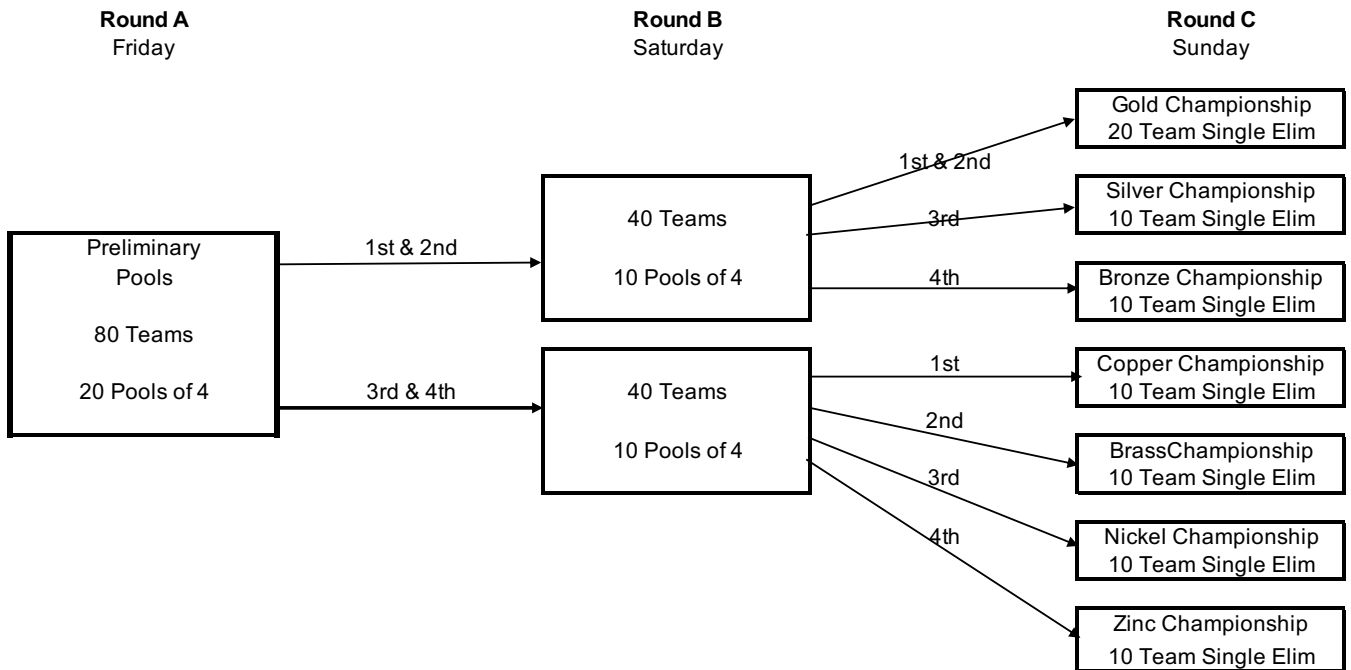 Round A
Friday
Round B
Saturday
Round C
Sunday
Preliminary
Pools
80 Teams
20 Pools of 4
1st & 2nd
3rd & 4th
40 Teams
10 Pools of 4
40 Teams
10 Pools of 4
1st & 2nd
3rd
4th
1st
2nd
3rd
4th
Gold Championship
20 Team Single Elim
Silver Championship
10 Team Single Elim
Bronze Championship
10 Team Single Elim
Copper Championship
10 Team Single Elim
BrassChampionship
10 Team Single Elim
Nickel Championship
10 Team Single Elim
Zinc Championship
10 Team Single Elim